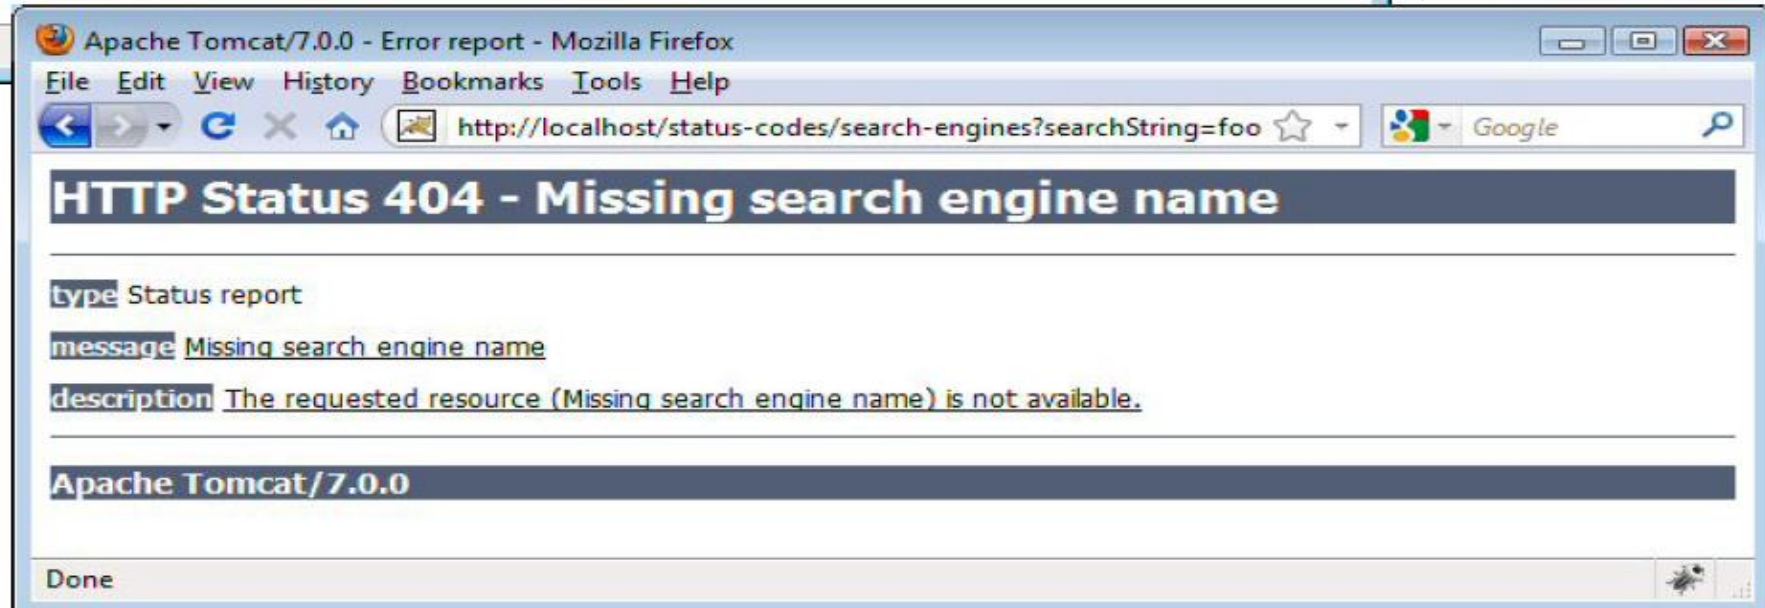 Apache Tomcat/7.0.0 - Error report - Mozilla Firefox
File Edit View History Bookmarks Tools Help
http://localhost/status-codes/search-engines?searchString=foo Google
HTTP Status 404 - Missing search engine name
type Status report
message Missing search engine name
description The requested resource (Missing search engine name) is not available.
Apache Tomcat/7.0.0
Done